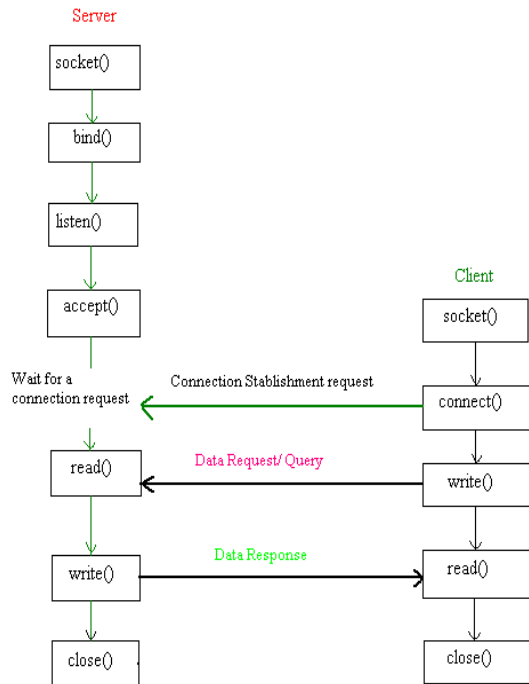 Server
socket()
bind()
listen()
accept()
Client
socket()
Wait for a
connection request
Connection Stablishment request
connect()
read()
Data Request/ Query
write()
write()
Data Response
read()
close()
close()